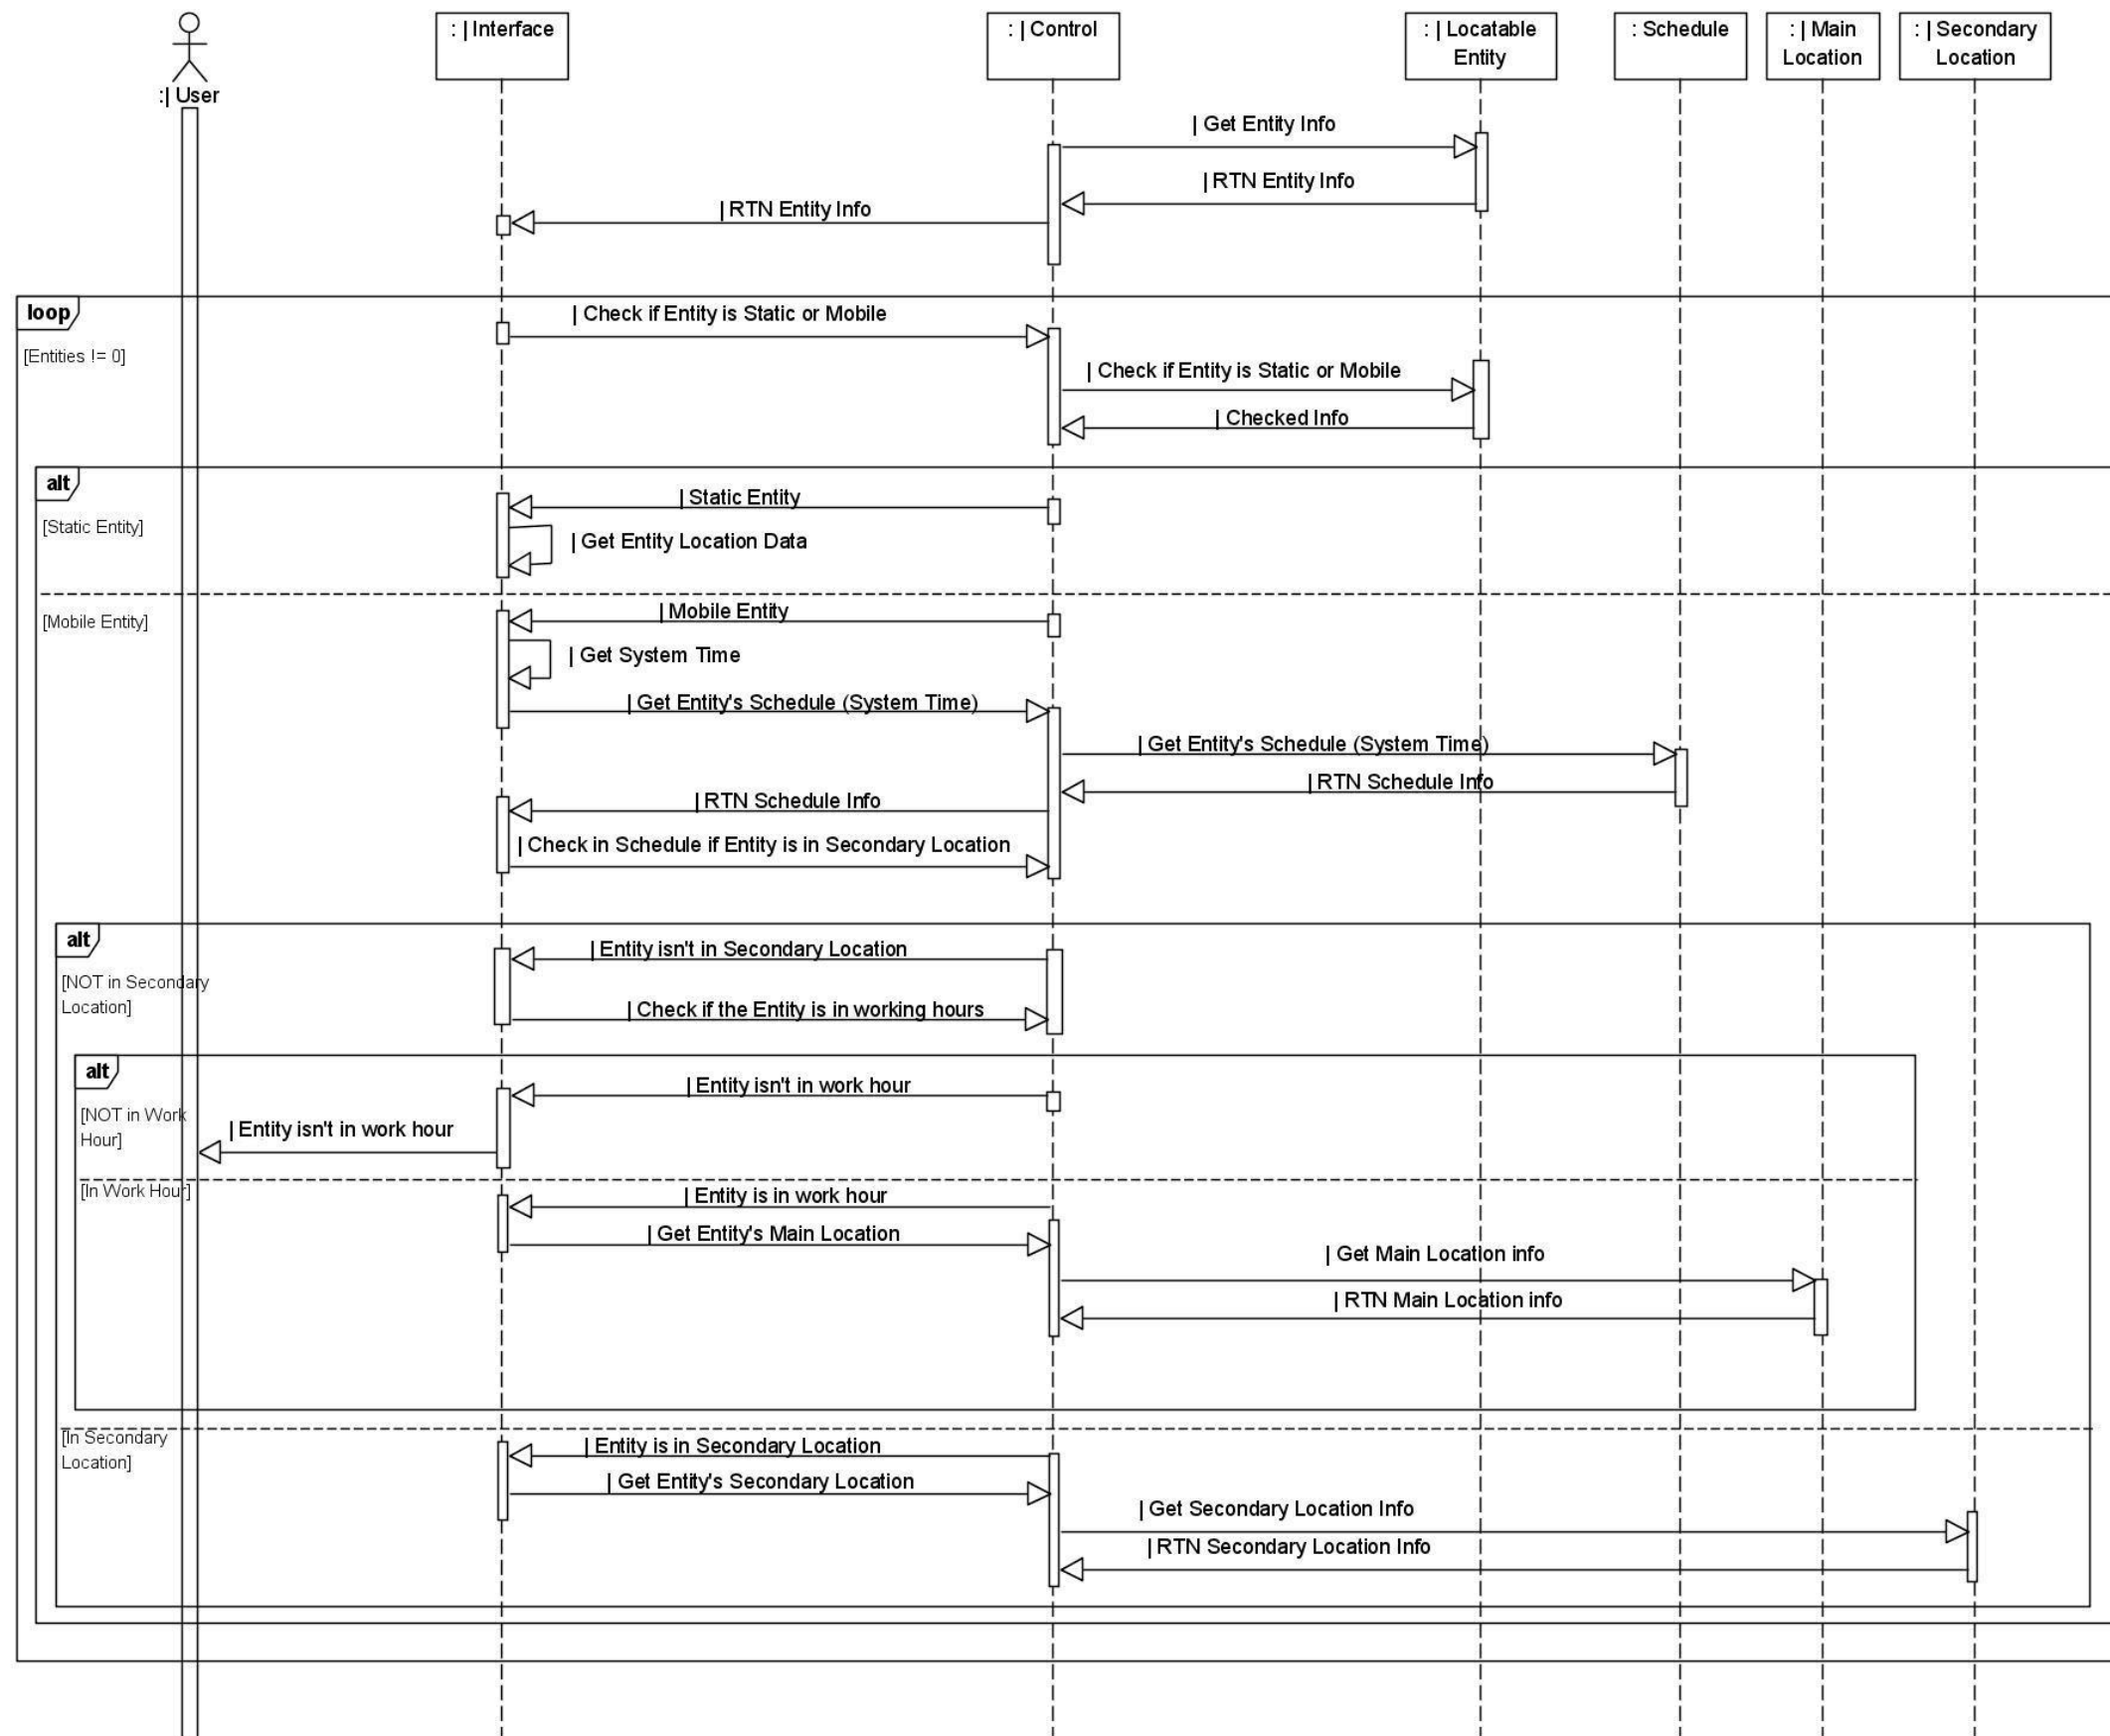 : | Interface
: | Control
: | Locatable
Entity
: Schedule
: | Main
Location
: | Secondary
Location
:| User
| Get Entity Info
| RTN Entity Info
| RTN Entity Info
loop
[Entities != 0]
| Check if Entity is Static or Mobile
| Check if Entity is Static or Mobile
| Checked Info
alt
[Static Entity]
| Static Entity
| Get Entity Location Data
[Mobile Entity]
| Mobile Entity
| Get System Time
| Get Entity's Schedule (System Time)
| Get Entity's Schedule (System Time)
| RTN Schedule Info
| RTN Schedule Info
| Check in Schedule if Entity is in Secondary Location
alt
[NOT in Secondary
Location]
| Entity isn't in Secondary Location
| Check if the Entity is in working hours
alt
[NOT in Work
Hour]
| Entity isn't in work hour
| Entity isn't in work hour
[In Work Hour]
| Entity is in work hour
| Get Entity's Main Location
| Get Main Location info
| RTN Main Location info
[In Secondary
Location]
| Entity is in Secondary Location
| Get Entity's Secondary Location
| Get Secondary Location Info
| RTN Secondary Location Info